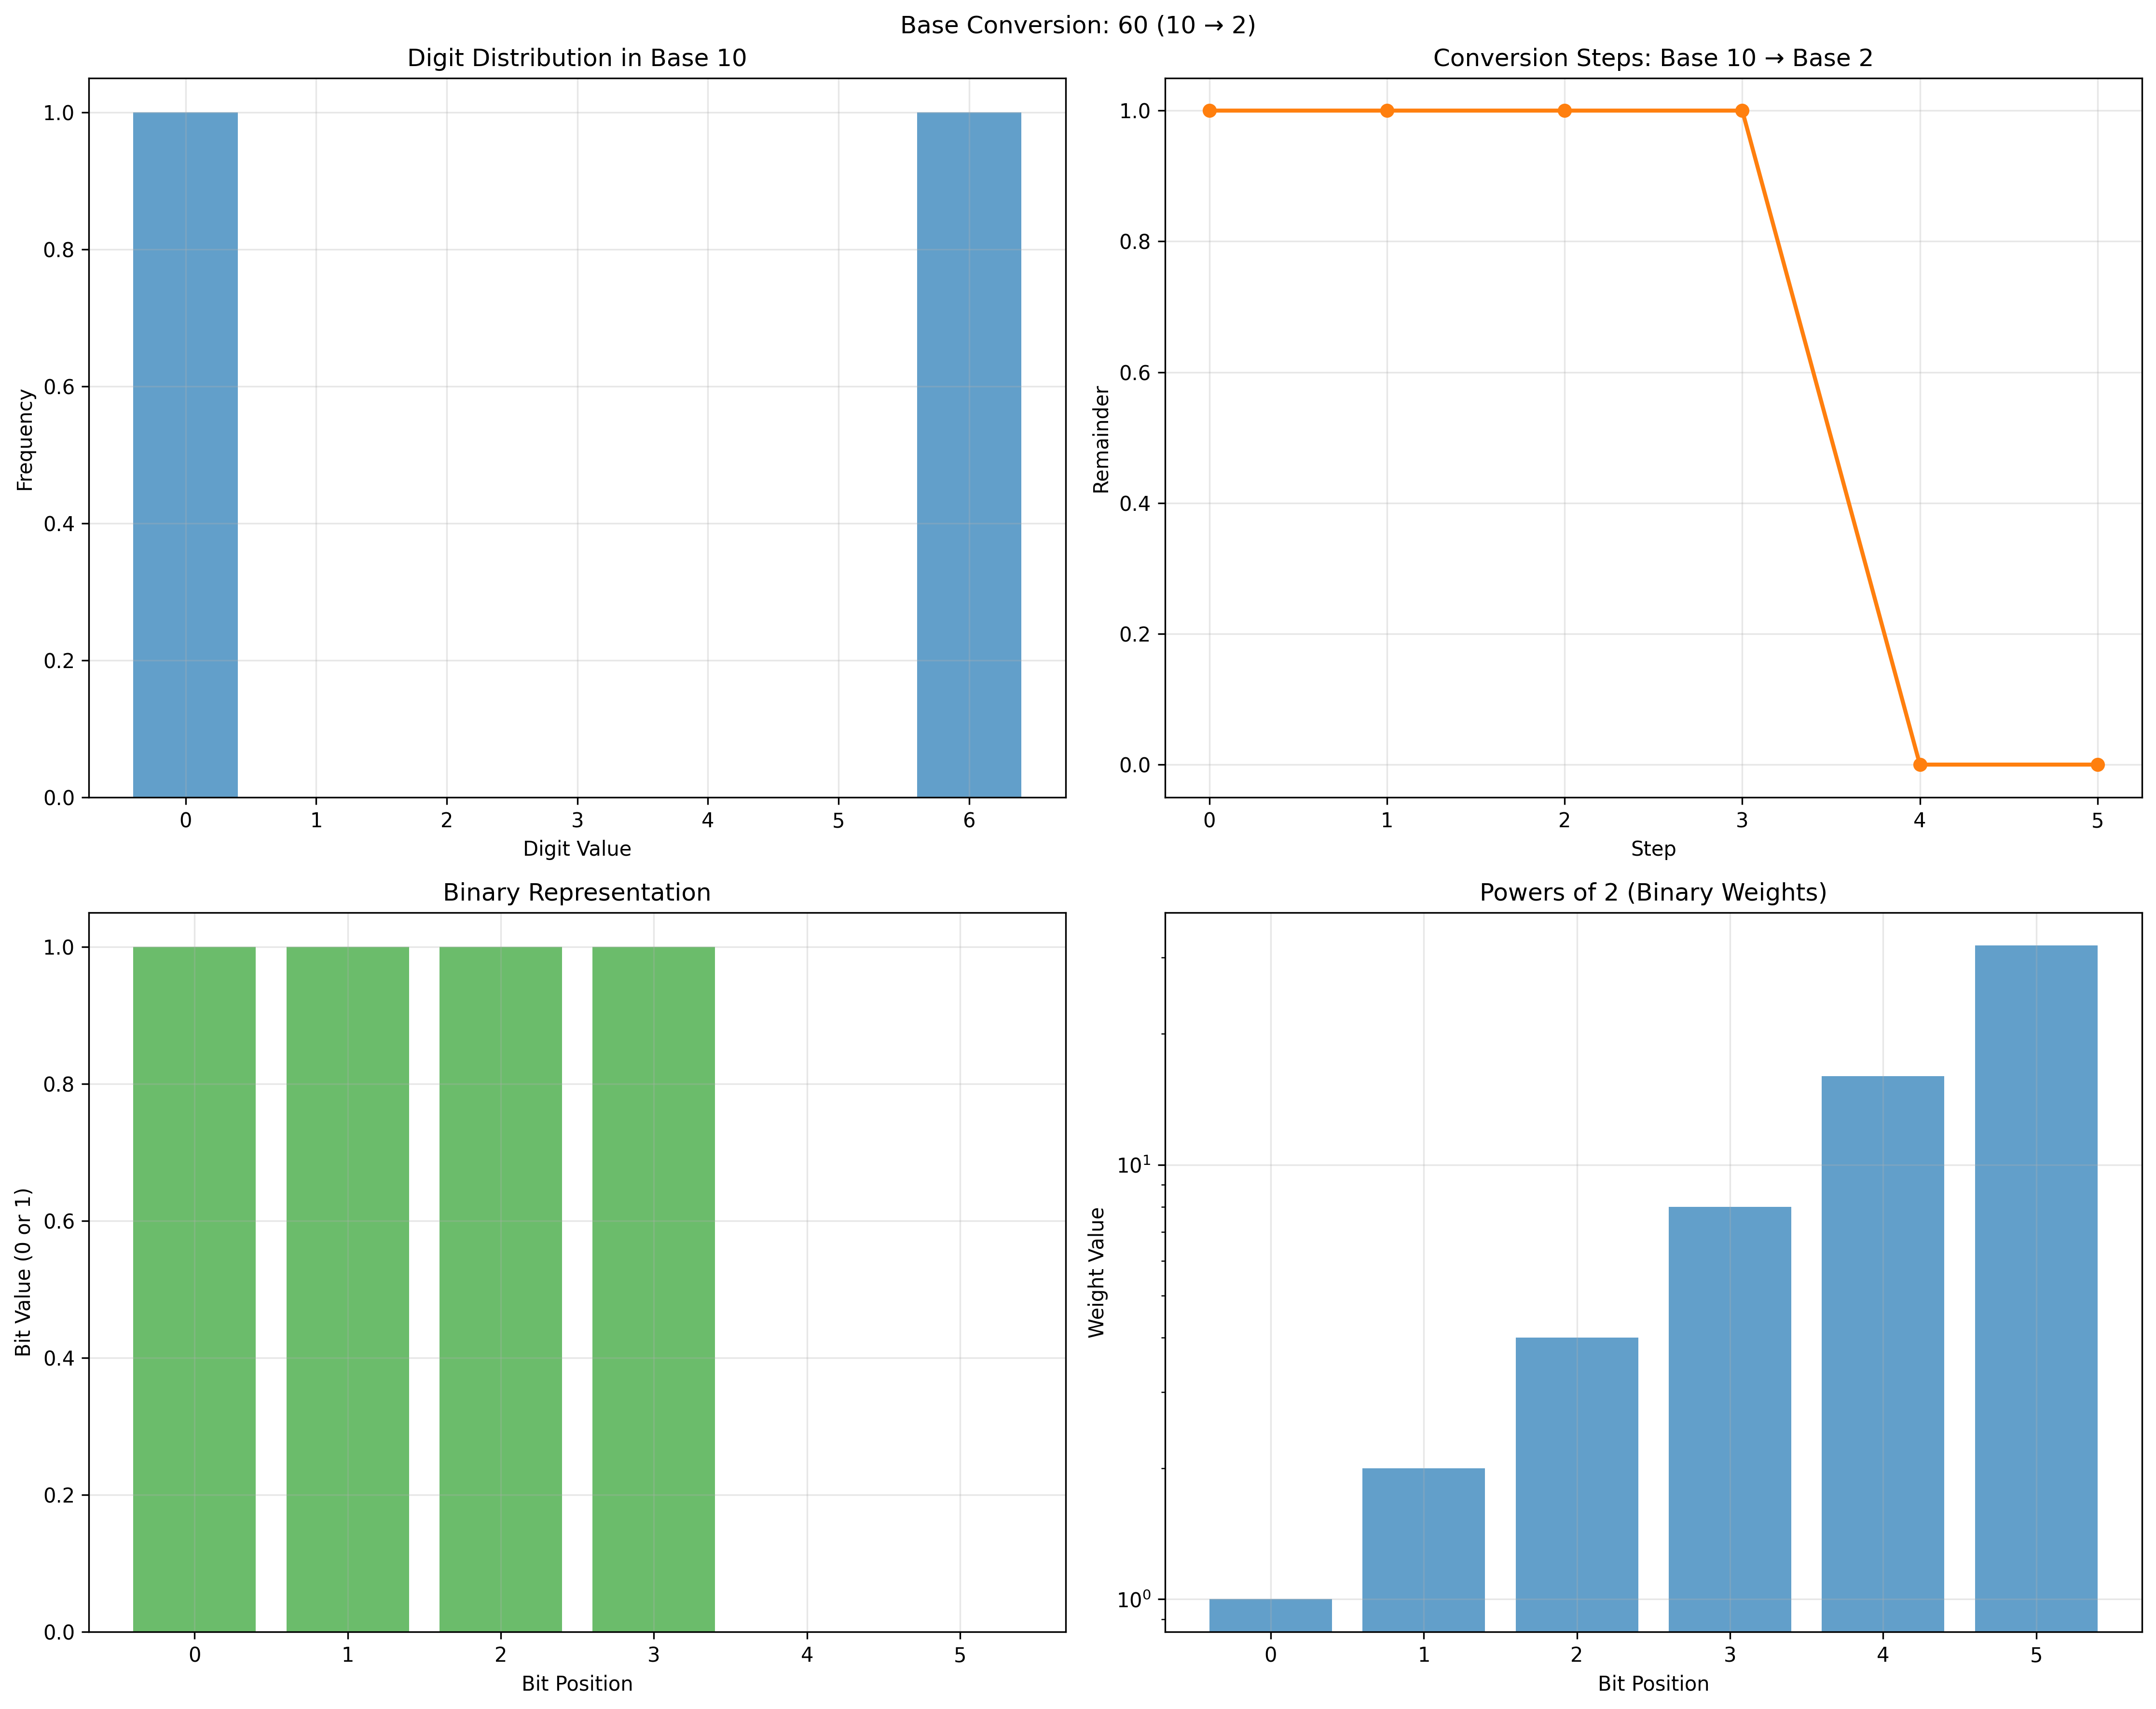 Base Conversion: 60 (10 → 2)
Digit Distribution in Base 10
Frequency
1.0
0.8
0.6
0.4
0.2
0.0
0 1 2 3 4 5 6
Digit Value
Conversion Steps: Base 10 → Base 2
Remainder
1.0
0.8
0.6
0.4
0.2
0.0
0 1 2 3 4 5
Step
Binary Representation
Bit Value (0 or 1)
1.0
0.8
0.6
0.4
0.2
0.0
0 1 2 3 4 5
Bit Position
Powers of 2 (Binary Weights)
Weight Value
10¹
10⁰
0 1 2 3 4 5
Bit Position